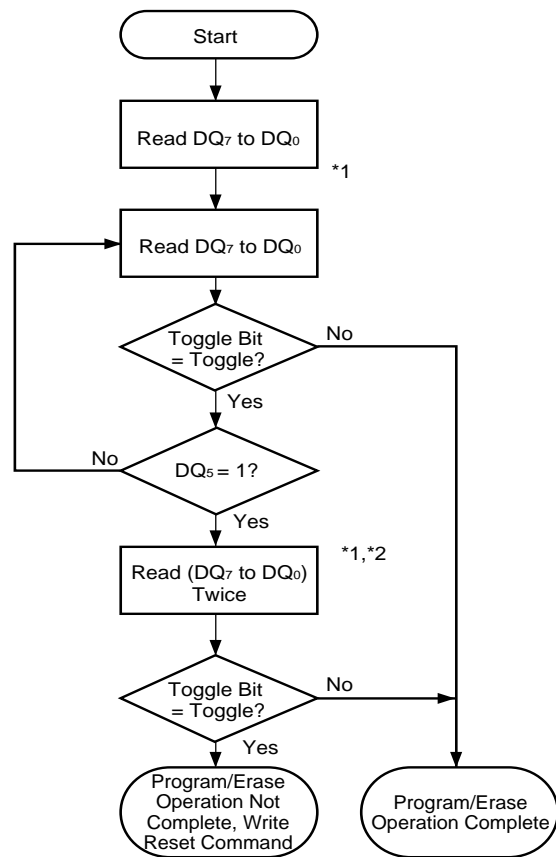 Start
Read DQ₇ to DQ₀
*1
Read DQ₇ to DQ₀
Toggle Bit
= Toggle?
No
Yes
No
DQ₅ = 1?
Yes
*1,*2
Read (DQ₇ to DQ₀)
Twice
Toggle Bit
= Toggle?
No
Yes
Program/Erase
Operation Not
Complete, Write
Reset Command
Program/Erase
Operation Complete